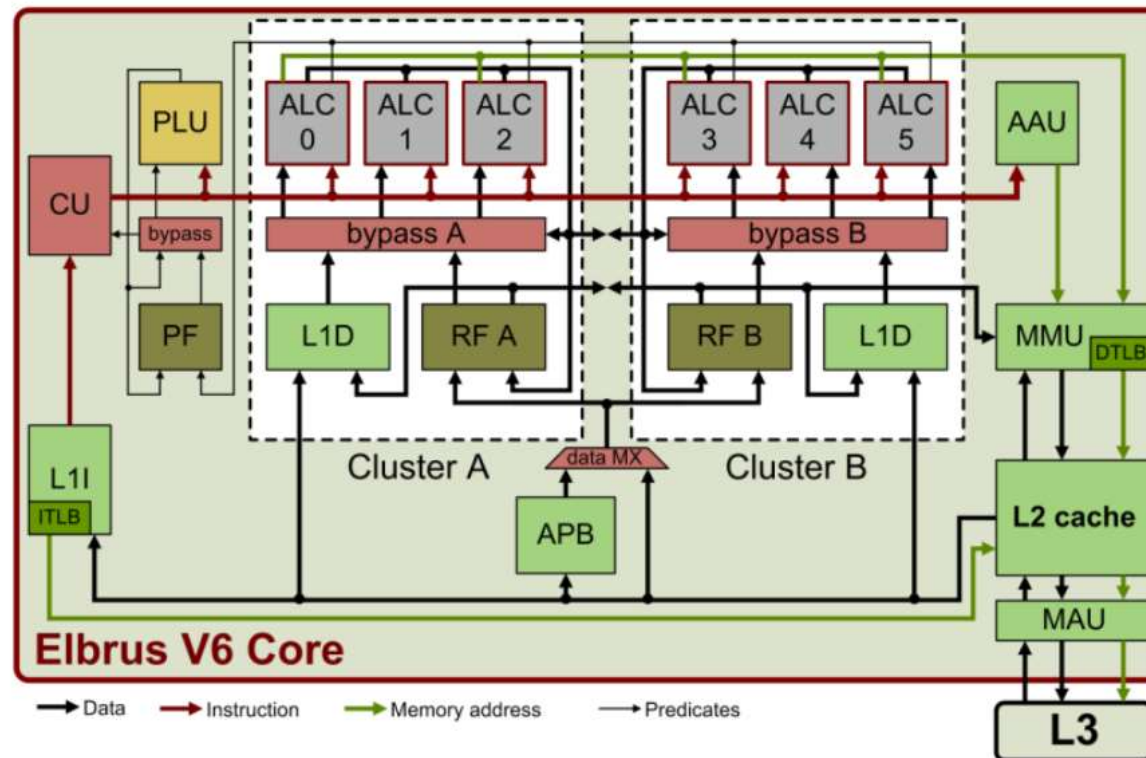 ALC 0
ALC 1
ALC 2
ALC 3
ALC 4
ALC 5
PLU
AAU
CU
bypass
bypass A
bypass B
PF
L1D
RF A
RF B
L1D
MMU
DTLB
L1I
ITLB
Cluster A
data MX
Cluster B
APB
L2 cache
MAU
Elbrus V6 Core
Data
Instruction
Memory address
Predicates
L3